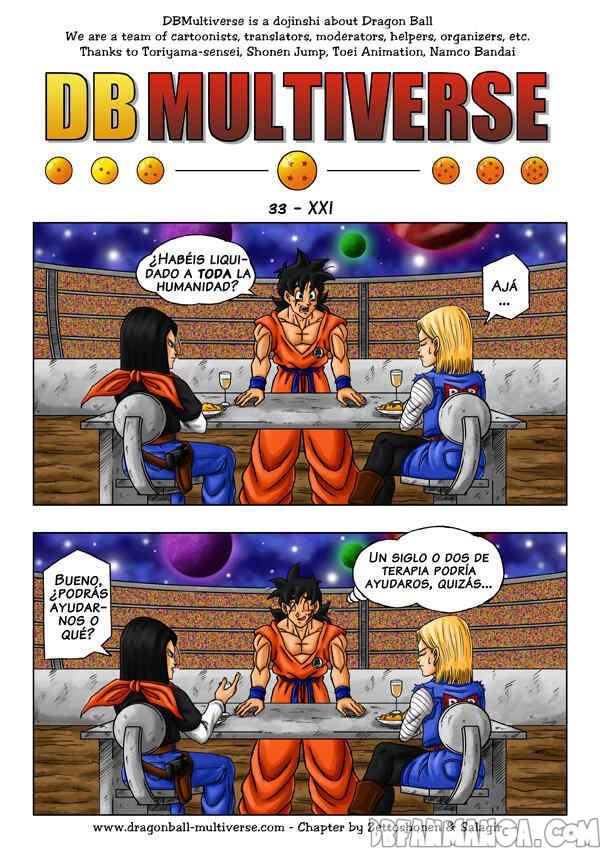 DBMultiverse is a dojinshi about Dragon Ball
We are a team of cartoonists, translators, moderators, helpers, organizers, etc.
Thanks to Toriyama-sensei, Shonen Jump, Toei Animation, Namco Bandai
DB MULTIVERSE
33 - XXI
¿HABÉIS LIQUI-
DADO A TODA LA
HUMANIDAD?
AJÁ
...
UN SIGLO O DOS DE
TERAPIA PODRÍA
AYUDAROS, QUIZÁS...
BUENO,
¿PODRÁS
AYUDAR-
NOS O
QUÉ?
www.dragonball-multiverse.com - Chapter by Zettoshonen & Salagir
DBFANMANGA.COM